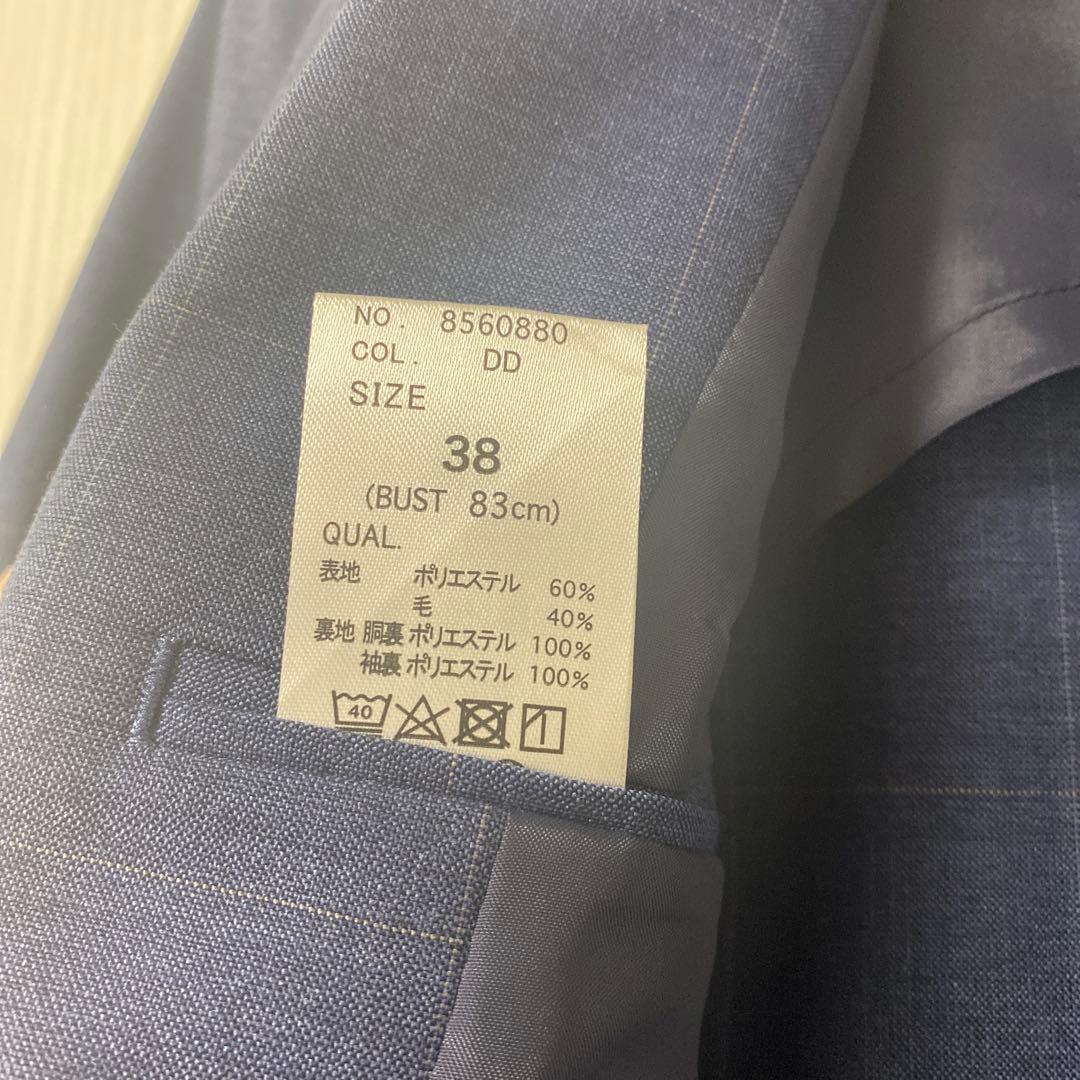 NO. 8560880
COL. DD
SIZE
38
(BUST 83cm)
QUAL.
表地 ポリエステル 60%
毛 40%
裏地 胴裏 ポリエステル 100%
袖裏 ポリエステル 100%
40